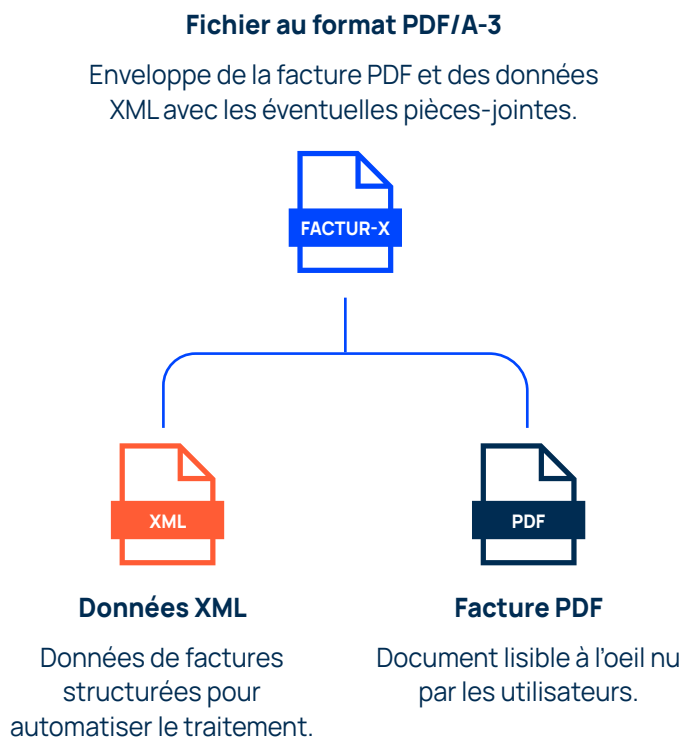 Fichier au format PDF/A-3
Enveloppe de la facture PDF et des données
XML avec les éventuelles pièces-jointes.
FACTUR-X
XML
Données XML
Données de factures
structurées pour
automatiser le traitement.
PDF
Facture PDF
Document lisible à l'oeil nu
par les utilisateurs.